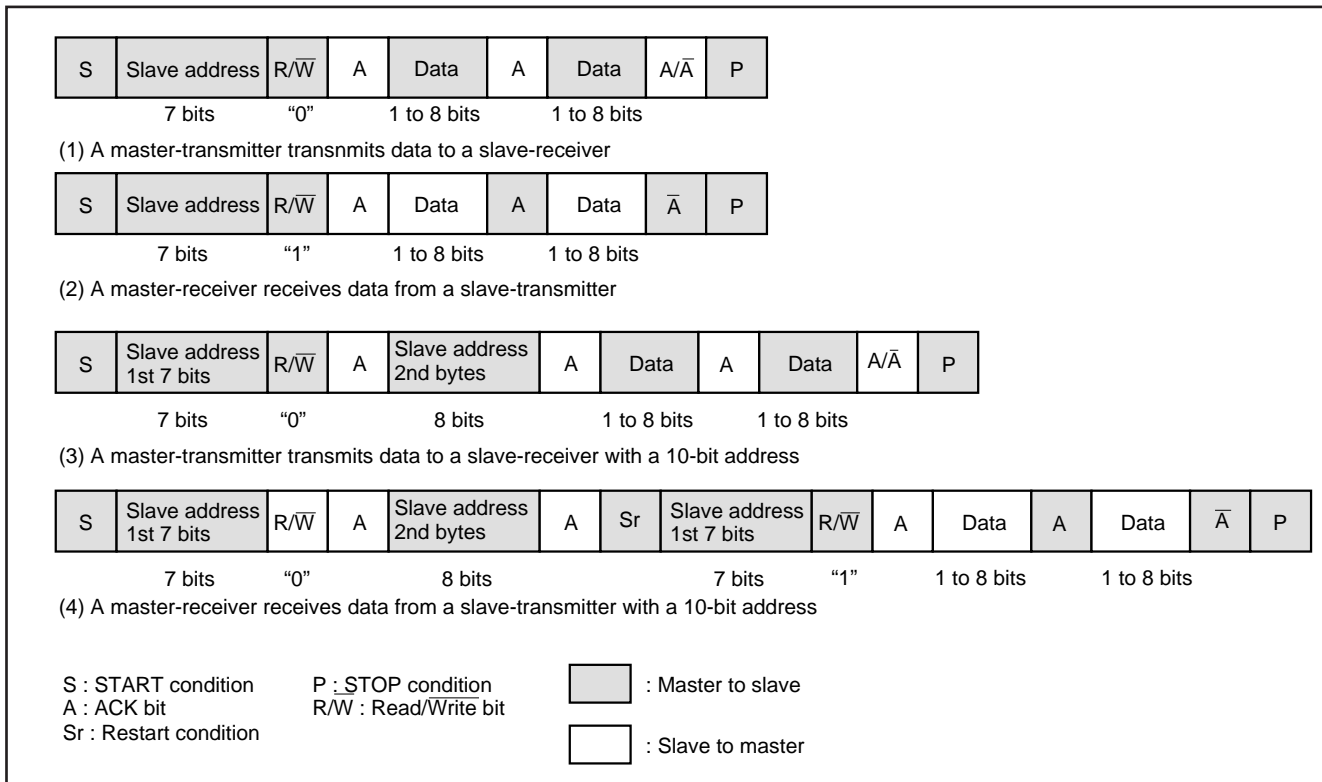 S Slave address R/W̅ A Data A Data A/A̅ P
7 bits “0” 1 to 8 bits 1 to 8 bits
(1) A master-transmitter transnmits data to a slave-receiver
S Slave address R/W̅ A Data A Data A̅ P
7 bits “1” 1 to 8 bits 1 to 8 bits
(2) A master-receiver receives data from a slave-transmitter
S Slave address 1st 7 bits R/W̅ A Slave address 2nd bytes A Data A Data A/A̅ P
7 bits “0” 8 bits 1 to 8 bits 1 to 8 bits
(3) A master-transmitter transmits data to a slave-receiver with a 10-bit address
S Slave address 1st 7 bits R/W̅ A Slave address 2nd bytes A Sr Slave address 1st 7 bits R/W̅ A Data A Data A̅ P
7 bits “0” 8 bits 7 bits “1” 1 to 8 bits 1 to 8 bits
(4) A master-receiver receives data from a slave-transmitter with a 10-bit address
S : START condition P : STOP condition : Master to slave
A : ACK bit R/W̅ : Read/W̅r̅i̅t̅e̅ bit
Sr : Restart condition
: Slave to master